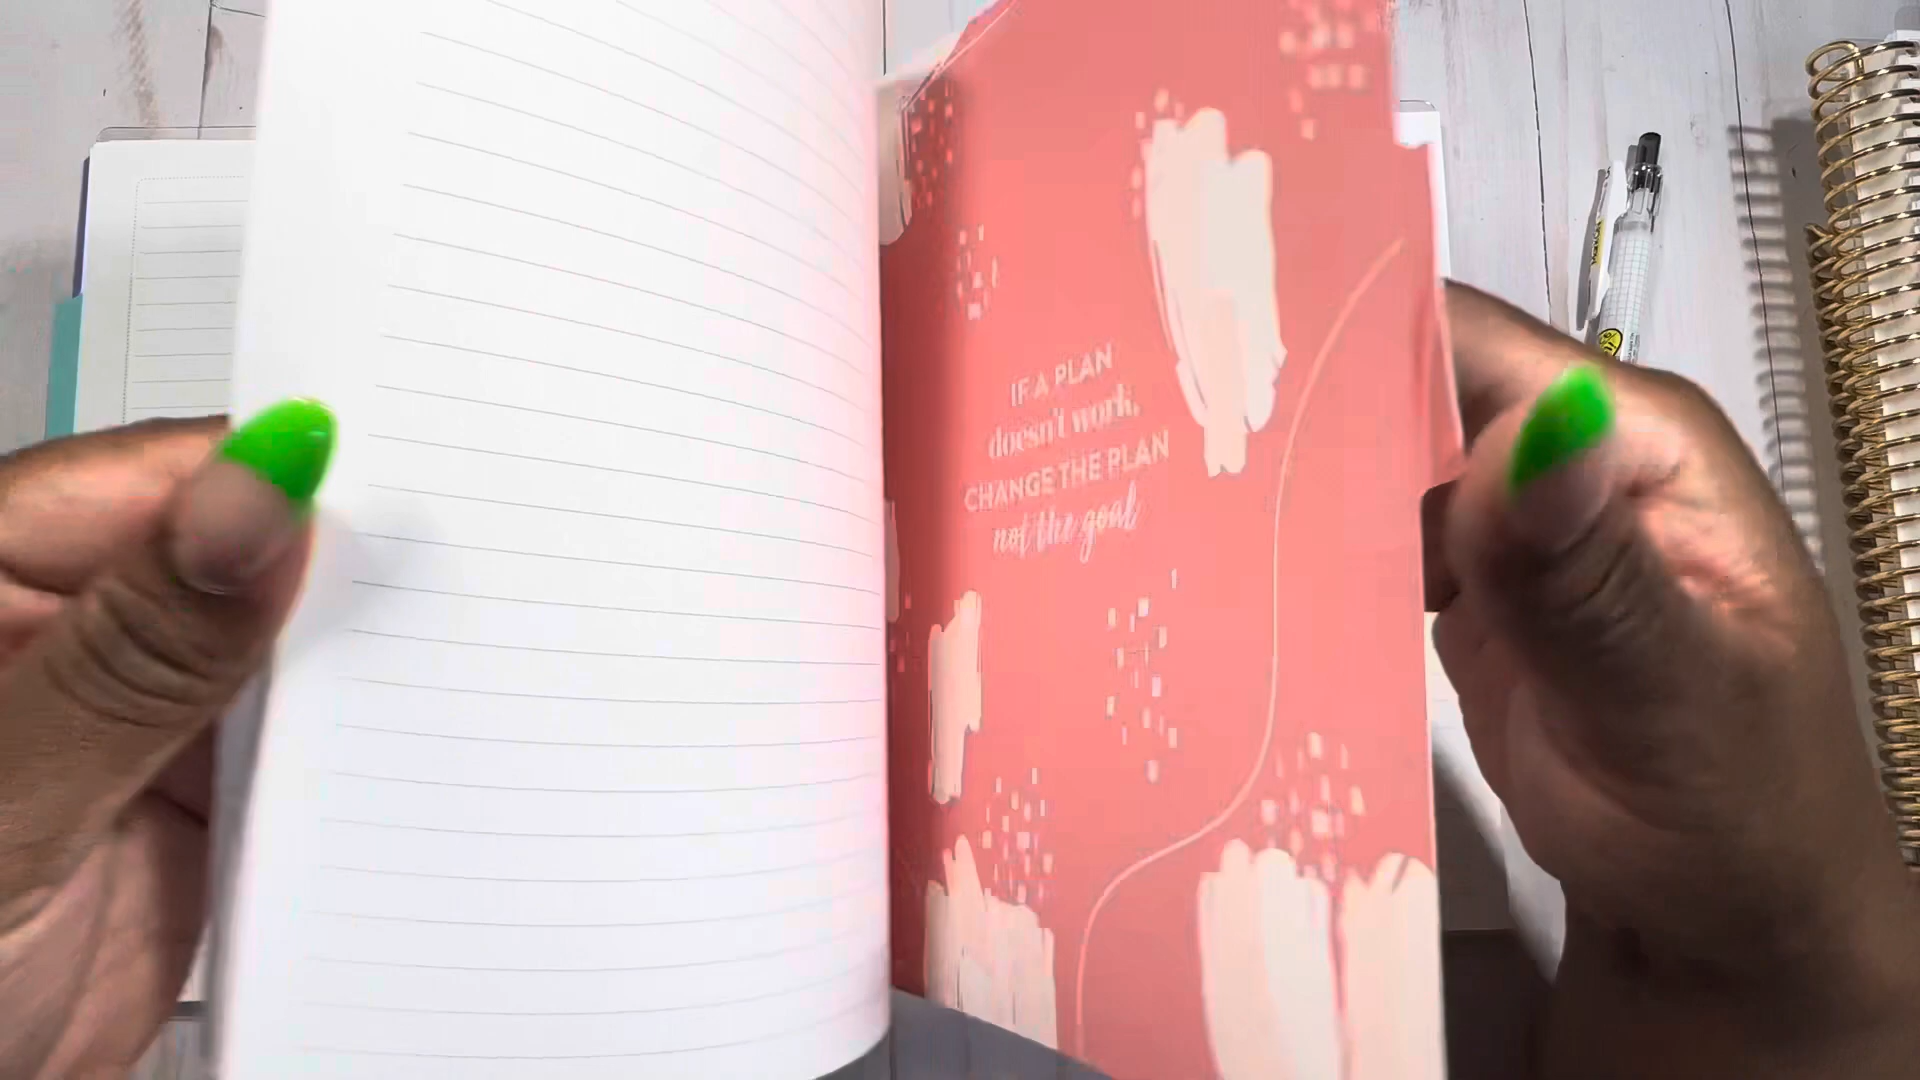 IF A PLAN
doesn't work,
CHANGE THE PLAN
not the goal